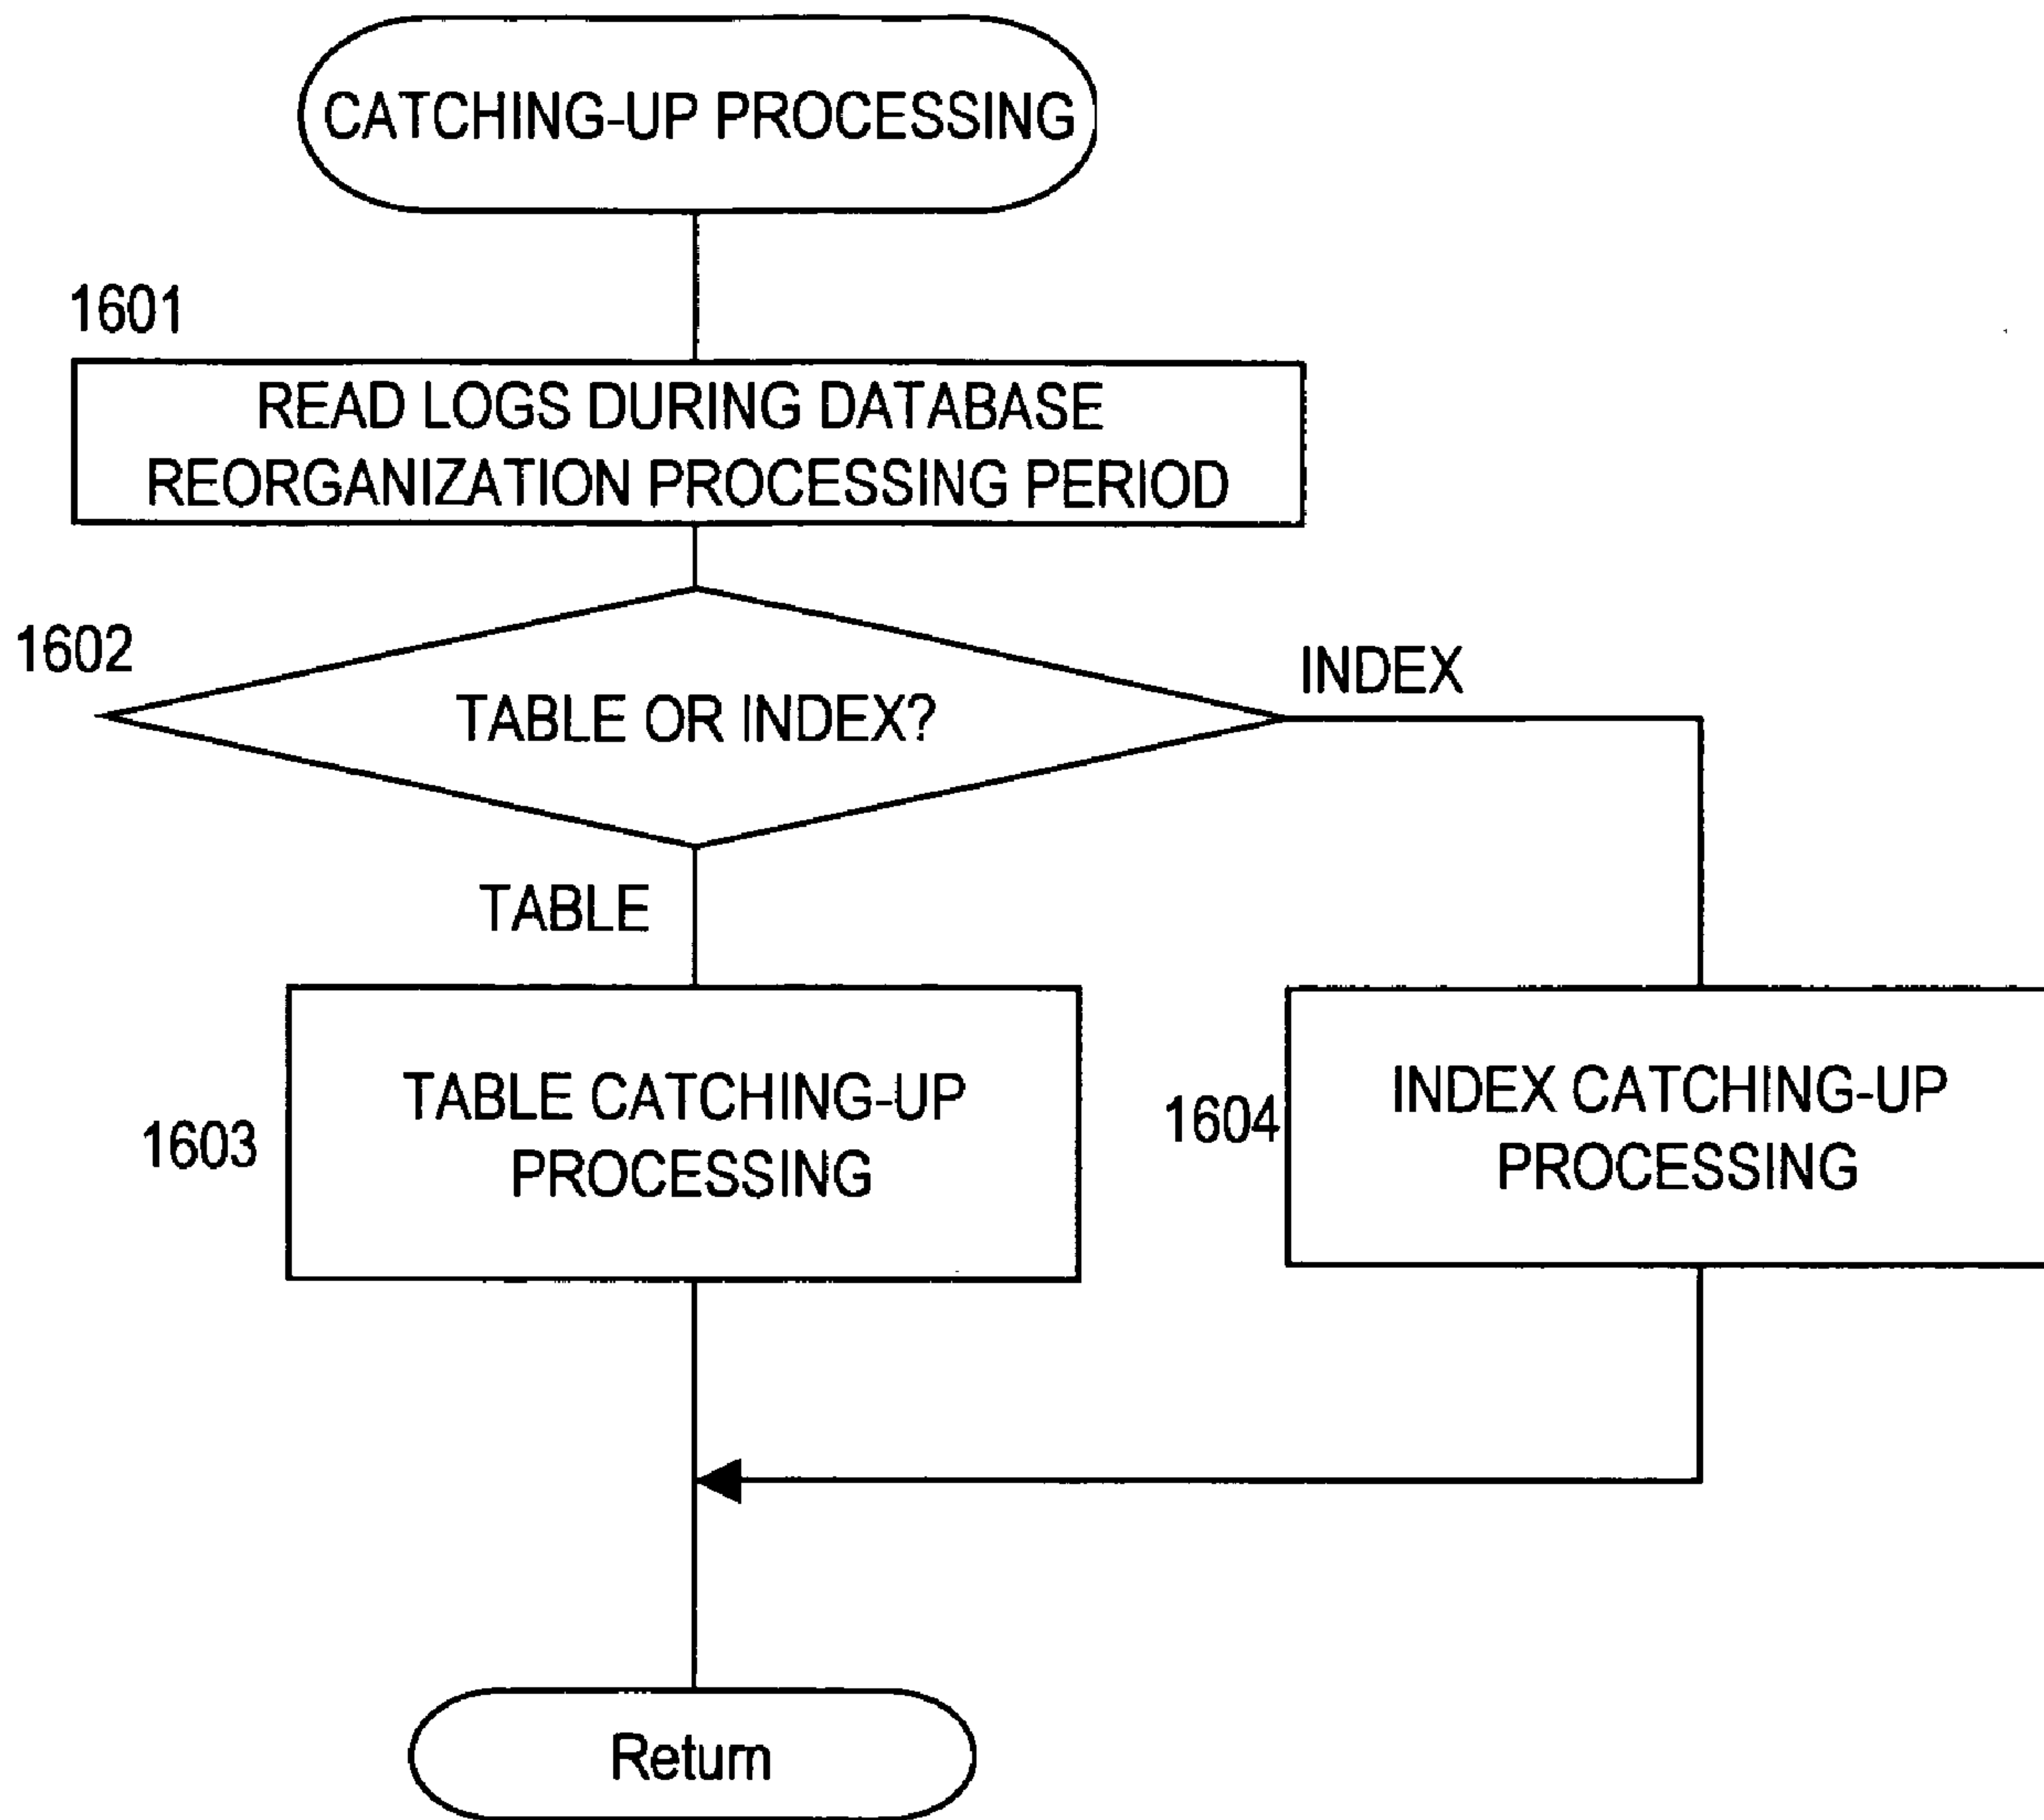 CATCHING-UP PROCESSING
1601
READ LOGS DURING DATABASE
REORGANIZATION PROCESSING PERIOD
1602
TABLE OR INDEX?
INDEX
TABLE
1603
TABLE CATCHING-UP
PROCESSING
1604
INDEX CATCHING-UP
PROCESSING
Return